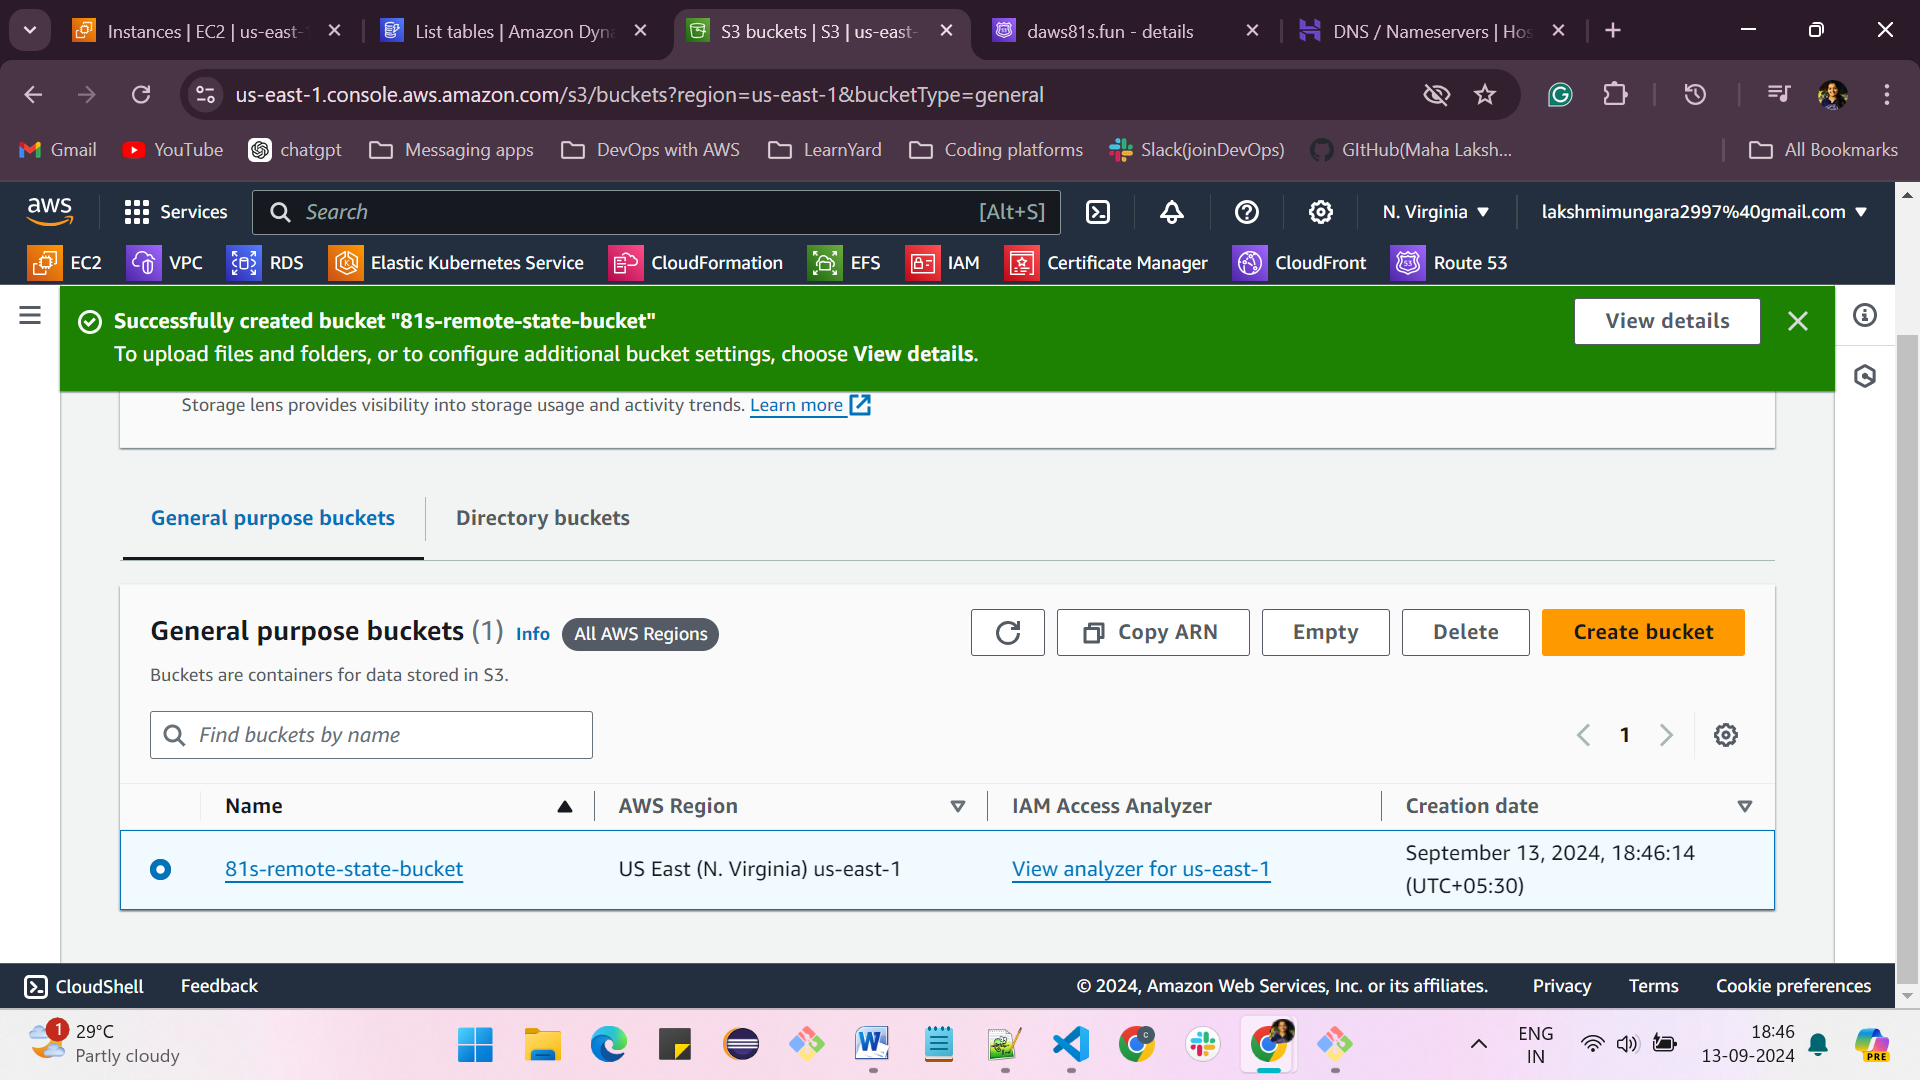 Instances | EC2 | us-east-1
List tables | Amazon Dyna
S3 buckets | S3 | us-east-
daws81s.fun - details
DNS / Nameservers | Hos
us-east-1.console.aws.amazon.com/s3/buckets?region=us-east-1&bucketType=general
Gmail
YouTube
chatgpt
Messaging apps
DevOps with AWS
LearnYard
Coding platforms
Slack(joinDevOps)
GItHub(Maha Laksh...
All Bookmarks
aws
Services
Search
[Alt+S]
N. Virginia
lakshmimungara2997%40gmail.com
EC2
VPC
RDS
Elastic Kubernetes Service
CloudFormation
EFS
IAM
Certificate Manager
CloudFront
Route 53
Successfully created bucket "81s-remote-state-bucket"
To upload files and folders, or to configure additional bucket settings, choose View details.
View details
Storage lens provides visibility into storage usage and activity trends. Learn more
General purpose buckets
Directory buckets
General purpose buckets (1) Info All AWS Regions
Copy ARN
Empty
Delete
Create bucket
Buckets are containers for data stored in S3.
Find buckets by name
1
Name
AWS Region
IAM Access Analyzer
Creation date
81s-remote-state-bucket
US East (N. Virginia) us-east-1
View analyzer for us-east-1
September 13, 2024, 18:46:14
(UTC+05:30)
CloudShell
Feedback
© 2024, Amazon Web Services, Inc. or its affiliates.
Privacy
Terms
Cookie preferences
1
29°C
Partly cloudy
ENG
IN
18:46
13-09-2024
PRE